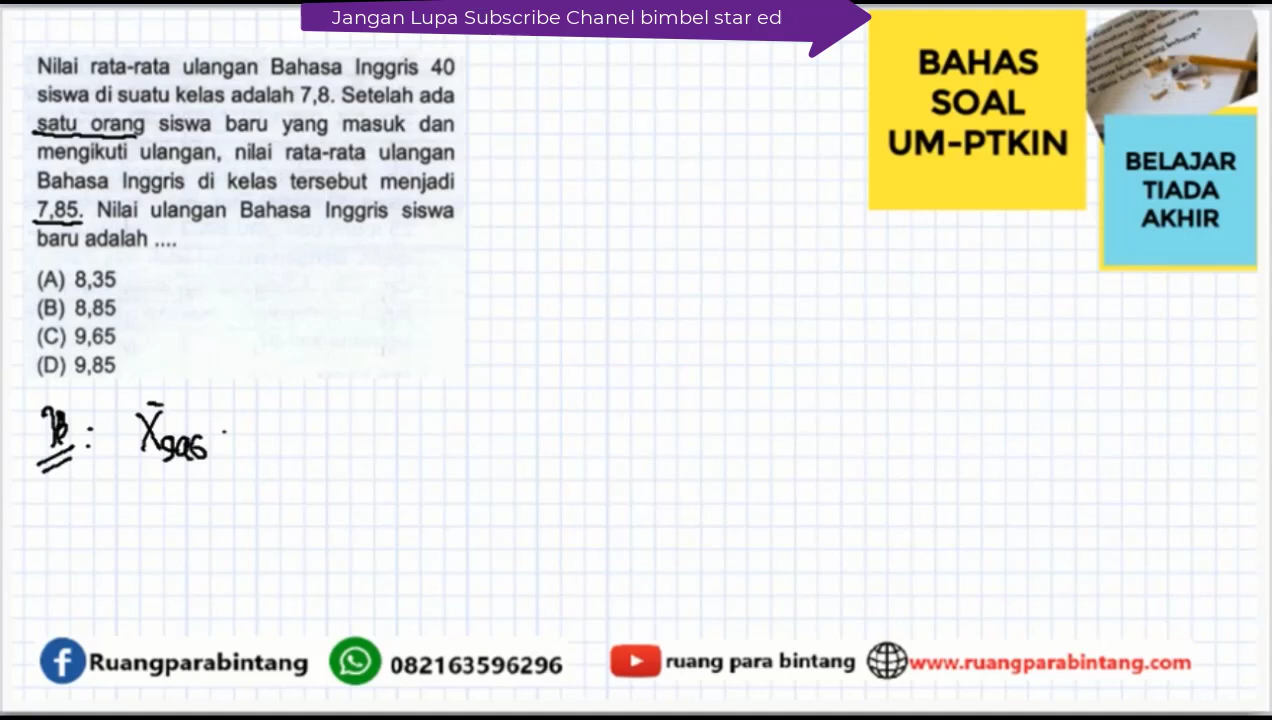 Jangan Lupa Subscribe Chanel bimbel star ed
Nilai rata-rata ulangan Bahasa Inggris 40
siswa di suatu kelas adalah 7,8. Setelah ada
satu orang siswa baru yang masuk dan
mengikuti ulangan, nilai rata-rata ulangan
Bahasa Inggris di kelas tersebut menjadi
7,85. Nilai ulangan Bahasa Inggris siswa
baru adalah ....
(A) 8,35
(B) 8,85
(C) 9,65
(D) 9,85
X̄gab
BAHAS
SOAL
UM-PTKIN
BELAJAR
TIADA
AKHIR
Ruangparabintang
082163596296
ruang para bintang
www.ruangparabintang.com